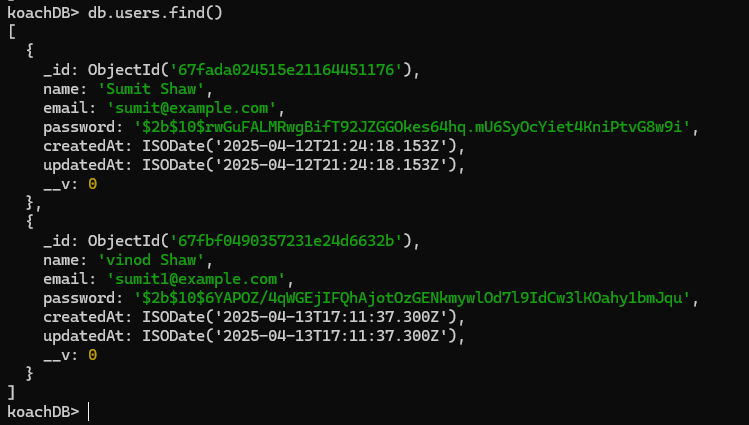 koachDB> db.users.find()
[
  {
    _id: ObjectId('67fada024515e21164451176'),
    name: 'Sumit Shaw',
    email: 'sumit@example.com',
    password: '$2b$10$rwGuFALMRwgBifT92JZGGOkes64hq.mU6SyOcYiet4KniPtvG8w9i',
    createdAt: ISODate('2025-04-12T21:24:18.153Z'),
    updatedAt: ISODate('2025-04-12T21:24:18.153Z'),
    __v: 0
  },
  {
    _id: ObjectId('67fbf0490357231e24d6632b'),
    name: 'vinod Shaw',
    email: 'sumit1@example.com',
    password: '$2b$10$6YAPOZ/4qWGEjIFQhAjotOzGENkmywlOd7l9IdCw3lKOahy1bmJqu',
    createdAt: ISODate('2025-04-13T17:11:37.300Z'),
    updatedAt: ISODate('2025-04-13T17:11:37.300Z'),
    __v: 0
  }
]
koachDB>